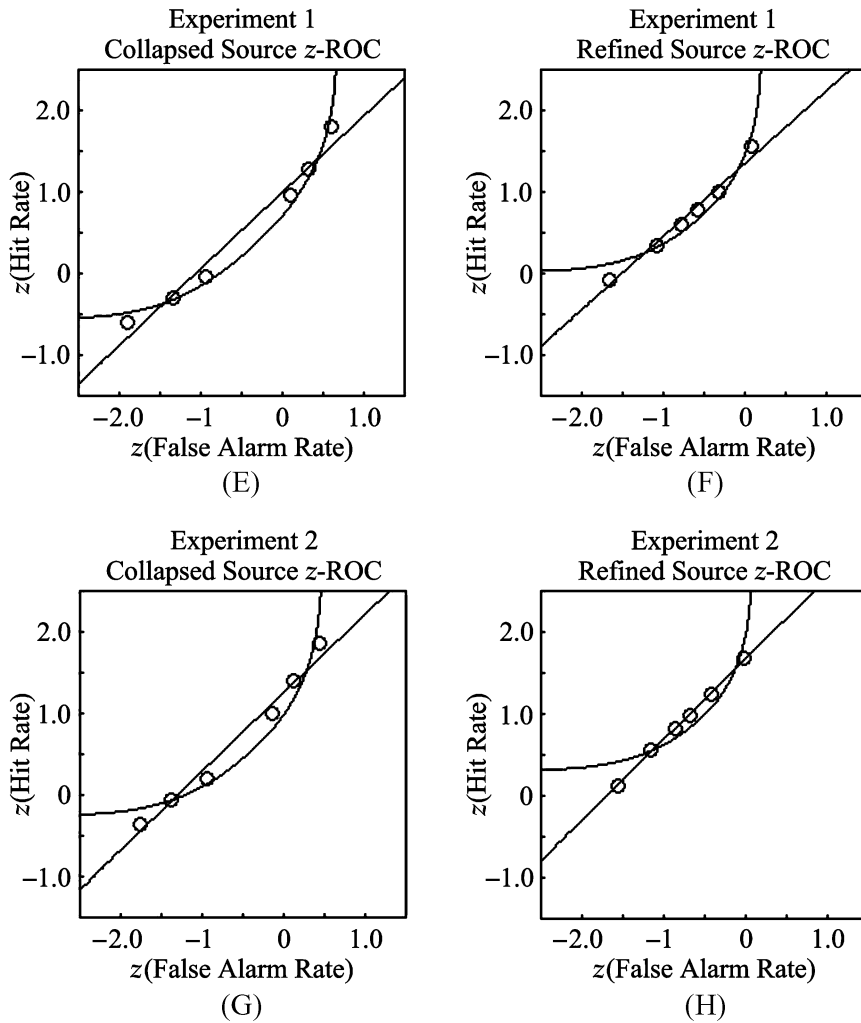 Experiment 1
Collapsed Source z-ROC
2.0
1.0
0
−1.0
z(Hit Rate)
−2.0 −1 0 1.0
z(False Alarm Rate)
(E)
Experiment 1
Refined Source z-ROC
2.0
1.0
0
−1.0
z(Hit Rate)
−2.0 −1 0 1.0
z(False Alarm Rate)
(F)
Experiment 2
Collapsed Source z-ROC
2.0
1.0
0
−1.0
z(Hit Rate)
−2.0 −1 0 1.0
z(False Alarm Rate)
(G)
Experiment 2
Refined Source z-ROC
2.0
1.0
0
−1.0
z(Hit Rate)
−2.0 −1 0 1.0
z(False Alarm Rate)
(H)